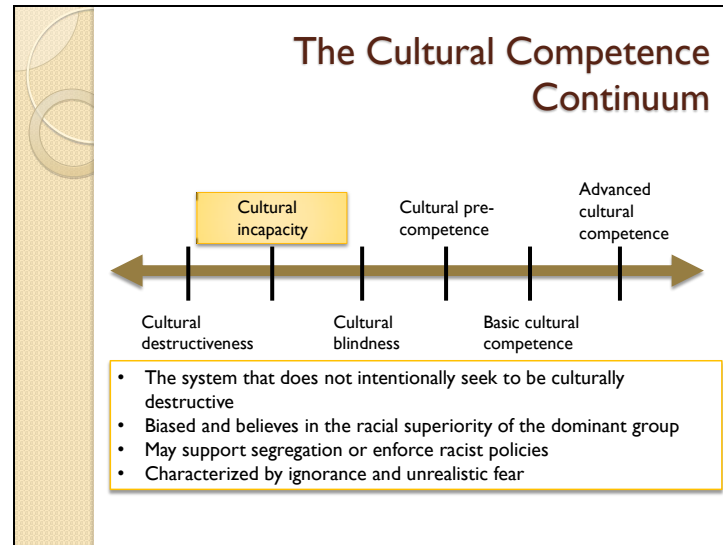 The Cultural Competence
Continuum
Cultural
incapacity
Cultural pre-
competence
Advanced
cultural
competence
Cultural
destructiveness
Cultural
blindness
Basic cultural
competence
• The system that does not intentionally seek to be culturally
destructive
• Biased and believes in the racial superiority of the dominant group
• May support segregation or enforce racist policies
• Characterized by ignorance and unrealistic fear